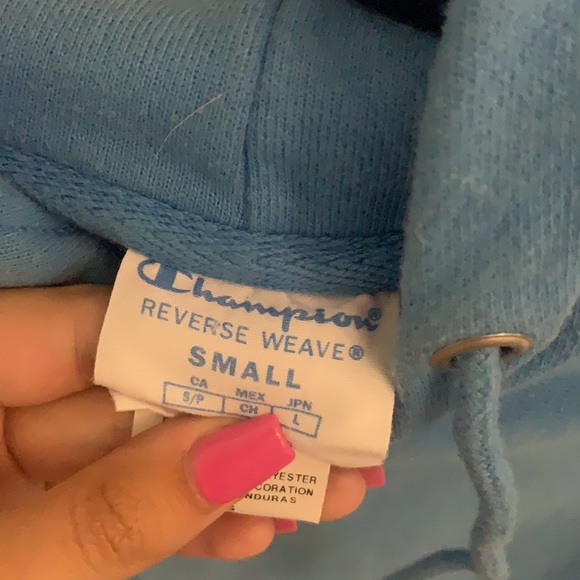 Champion®
REVERSE WEAVE®
SMALL
CA MEX JPN
S/P CH L
YESTER
CORATION
NDURAS